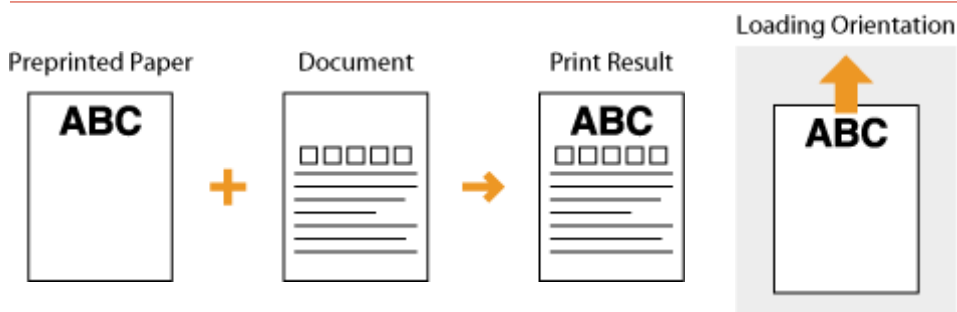 Loading Orientation
Preprinted Paper
Document
Print Result
ABC
ABC
ABC